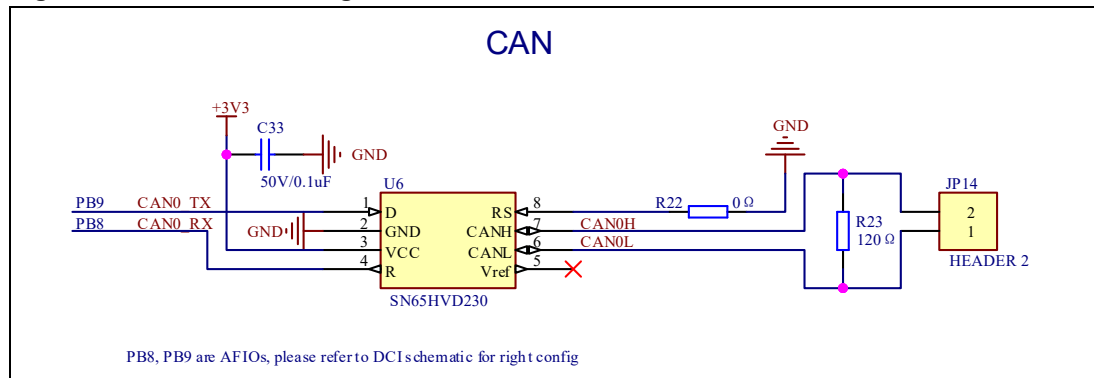 CAN
+3V3
C33
GND
50V/0.1uF
GND
U6
JP14
PB9 CAN0_TX
PB8 CAN0_RX
1 D
2 GND
3 VCC
4 R
RS 8
CANH 7
CANL 6
Vref 5
GND
R22 0Ω
CAN0H
CAN0L
R23
120Ω
2
1
HEADER 2
SN65HVD230
PB8, PB9 are AFIOs, please refer to DCI schematic for right config